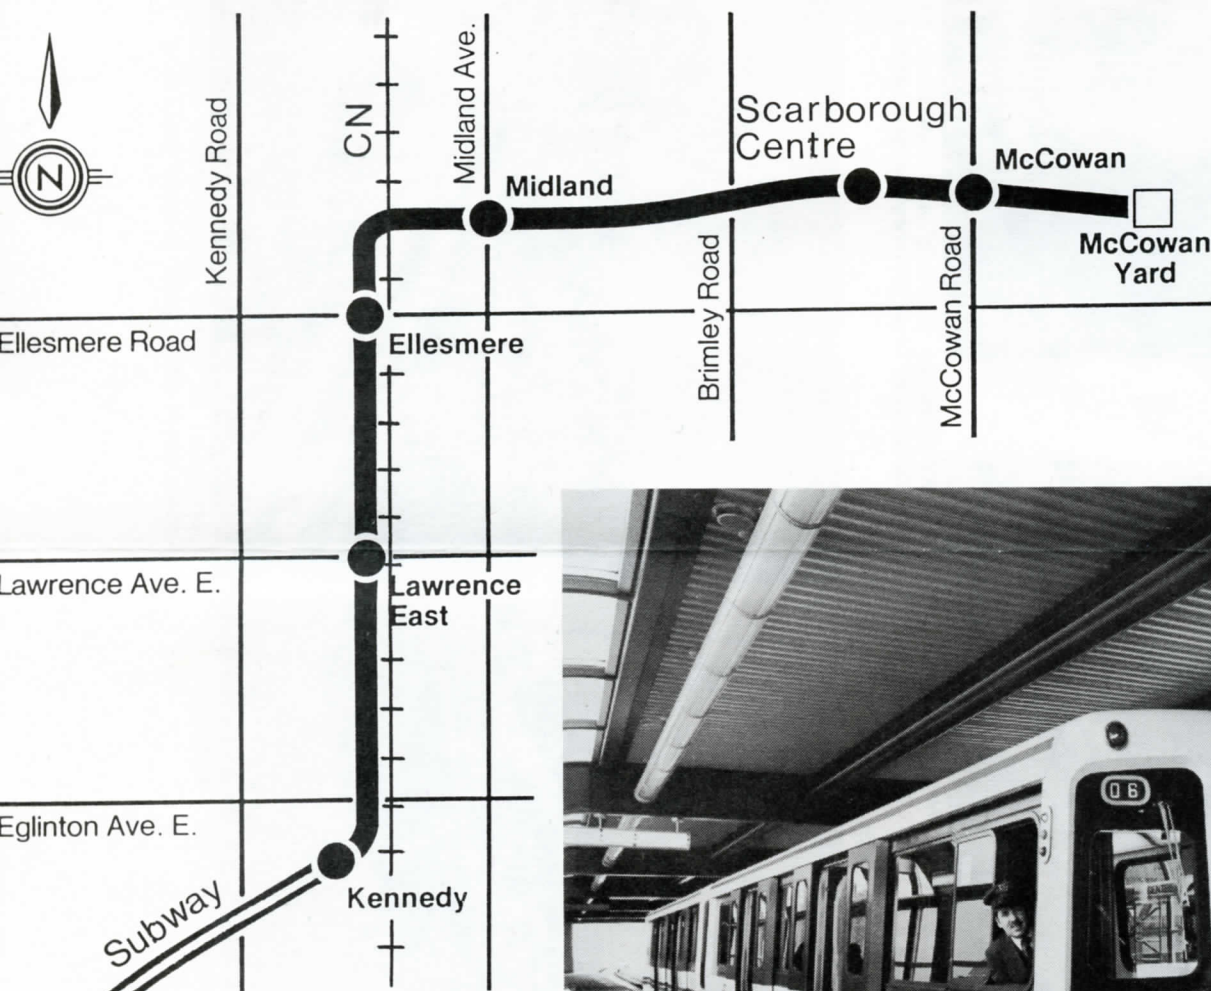 N
Kennedy Road
CN
Midland Ave.
Scarborough
Centre
McCowan
Midland
McCowan
Yard
Brimley Road
McCowan Road
Ellesmere Road
Ellesmere
Lawrence Ave. E.
Lawrence
East
Eglinton Ave. E.
Kennedy
Subway
06